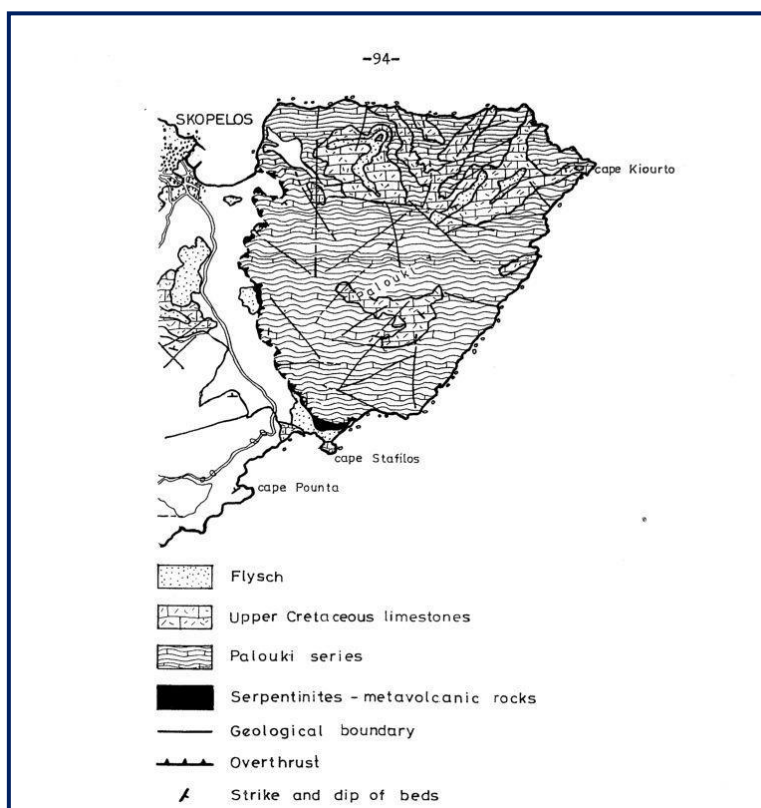 -94-
SKOPELOS
cape Kiourto
Palouki
cape Stafilos
cape Pounta
Flysch
Upper Cretaceous limestones
Palouki series
Serpentinites - metavolcanic rocks
Geological boundary
Overthrust
Strike and dip of beds